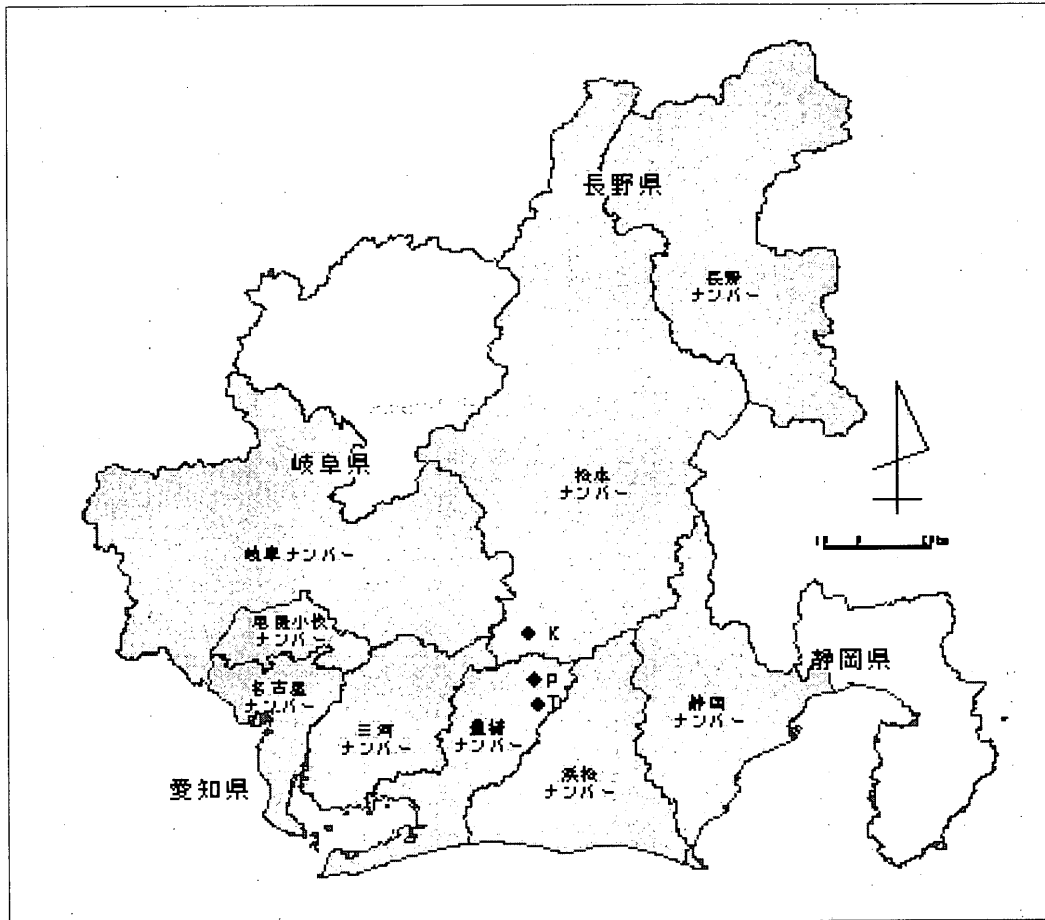 長野県
長野
ナンバー
岐阜県
松本
ナンバー
岐阜ナンバー
尾張小牧
ナンバー
K
静岡県
P
名古屋
ナンバー
T
静岡
ナンバー
三河
ナンバー
豊橋
ナンバー
浜松
ナンバー
愛知県